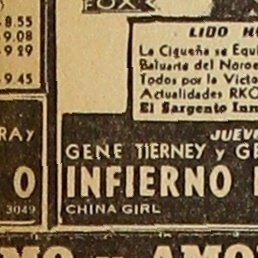 8.55
9.08
9.29
9.45
FOX
LIDO
La Cigueña se Equi
Baluarte del Noroe
Todos por la Victo
Actualidades RKO
El Sargento Inm
RAY
O
3049
JUEV
GENE TIERNEY y GE
INFIERNO
CHINA GIRL